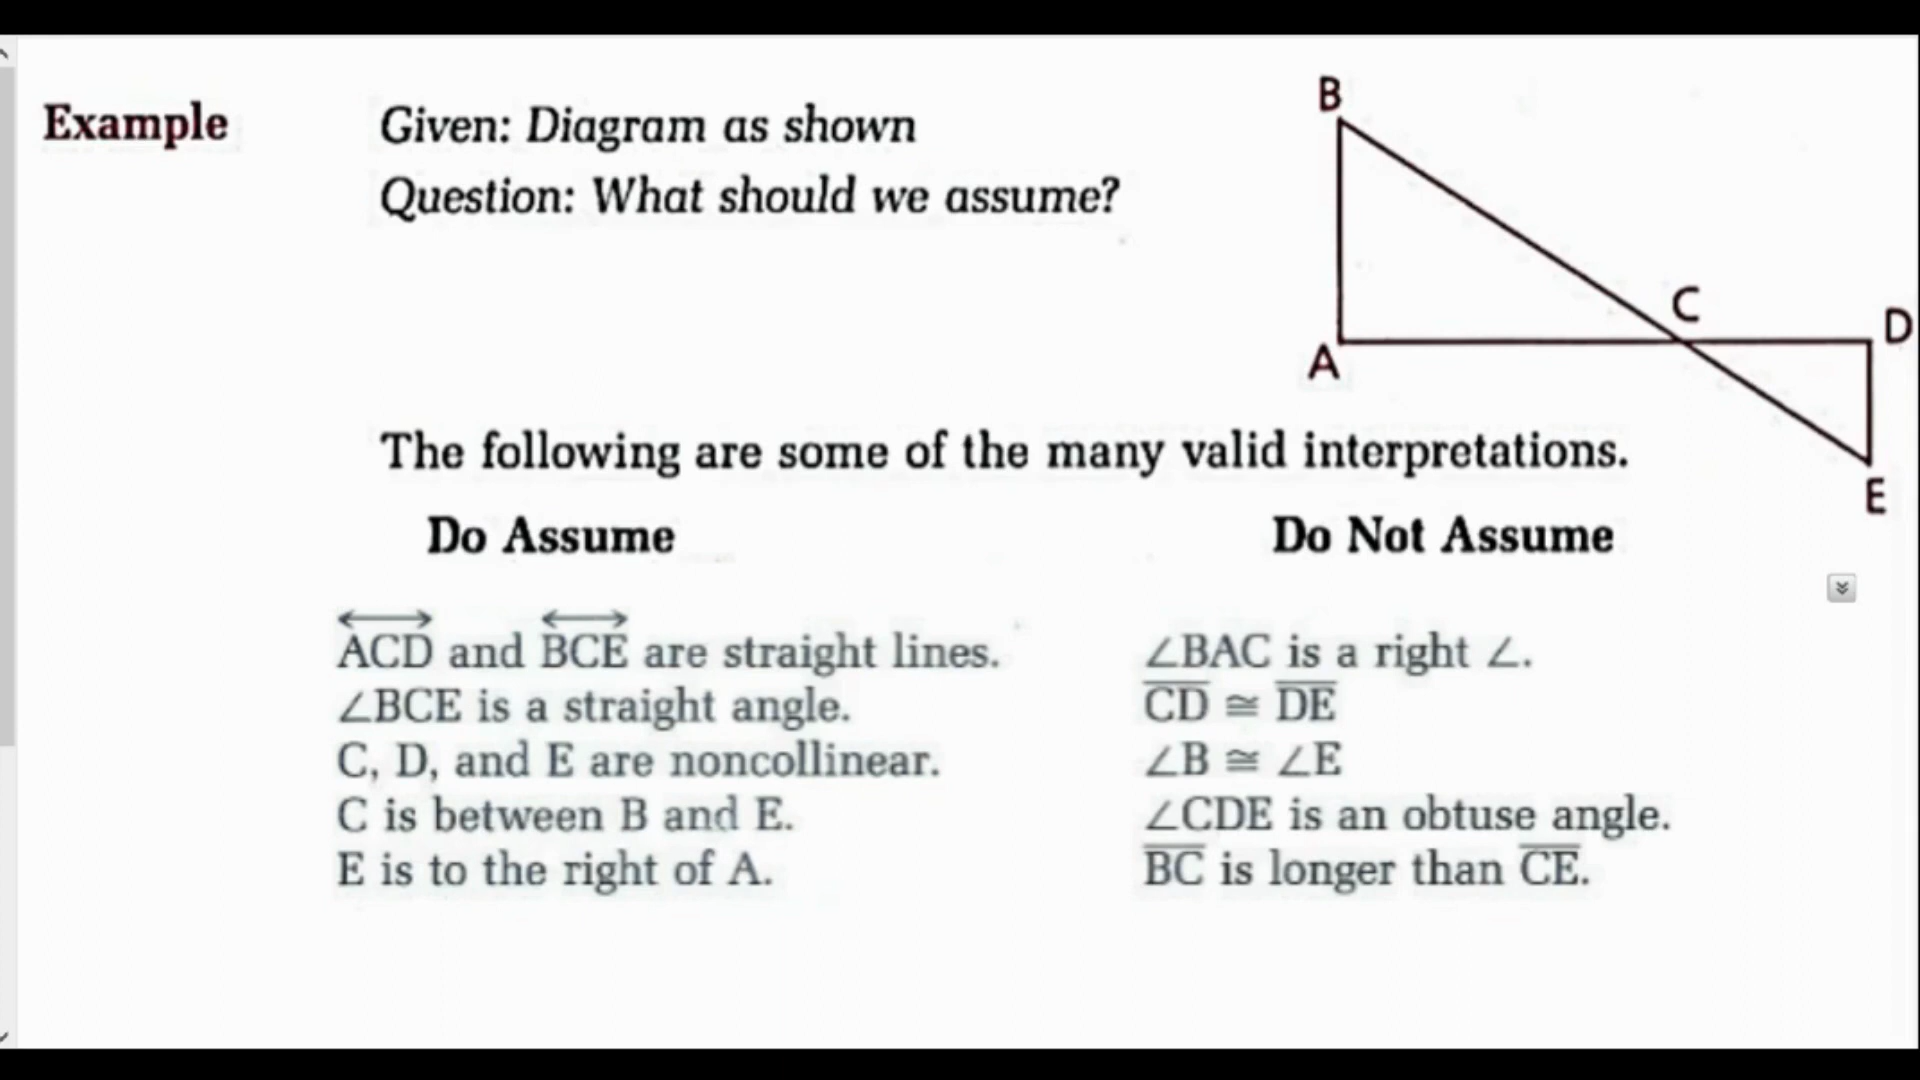 Example
Given: Diagram as shown
Question: What should we assume?
B
C
D
A
E
The following are some of the many valid interpretations.
Do Assume
Do Not Assume
ACD and BCE are straight lines.
∠BCE is a straight angle.
C, D, and E are noncollinear.
C is between B and E.
E is to the right of A.
∠BAC is a right ∠.
CD ≅ DE
∠B ≅ ∠E
∠CDE is an obtuse angle.
BC is longer than CE.